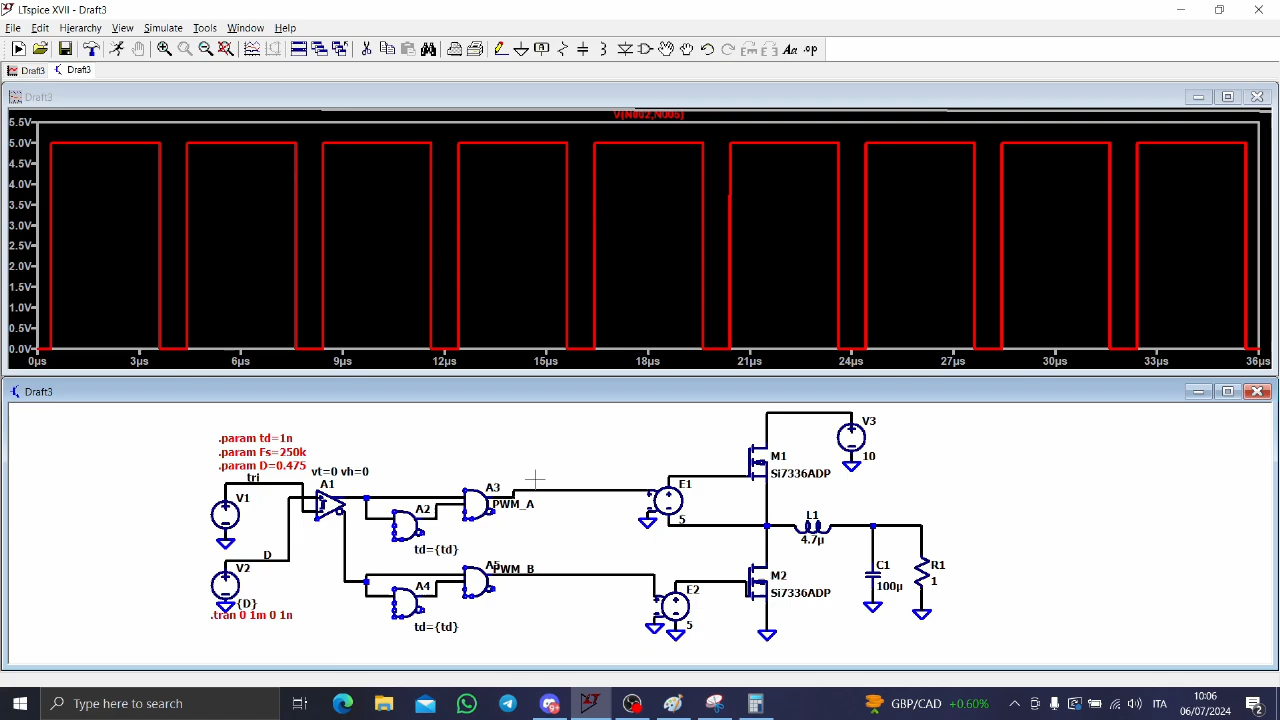 LTspice XVII - Draft3
File Edit Hierarchy View Simulate Tools Window Help
Draft3 Draft3
Draft3
V(N002,N005)
5.5V
5.0V
4.5V
4.0V
3.5V
3.0V
2.5V
2.0V
1.5V
1.0V
0.5V
0.0V
0µs 3µs 6µs 9µs 12µs 15µs 18µs 21µs 24µs 27µs 30µs 33µs 36µs
Draft3
.param td=1n
.param Fs=250k
.param D=0.475
tri
vt=0 vh=0
A1
V1
D
V2
{D}
.tran 0 1m 0 1n
A2
td={td}
A3
PWM_A
A4
td={td}
A5
PWM_B
E1
5
E2
5
M1
Si7336ADP
M2
Si7336ADP
V3
10
L1
4.7µ
C1
100µ
R1
1
Type here to search
GBP/CAD +0.60%
ITA
10:06
06/07/2024
2